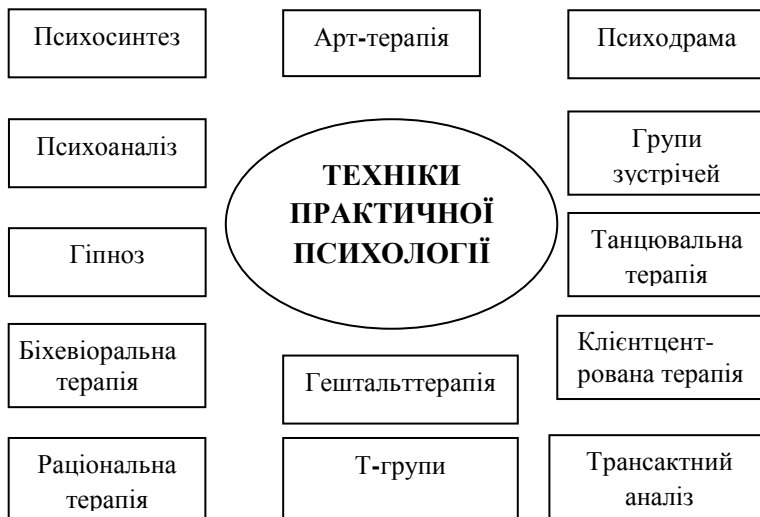 Психосинтез
Арт-терапія
Психодрама
Психоаналіз
ТЕХНІКИ
ПРАКТИЧНОЇ
ПСИХОЛОГІЇ
Групи
зустрічей
Гіпноз
Танцювальна
терапія
Біхевіоральна
терапія
Гештальттерапія
Клієнтцент-
рована терапія
Раціональна
терапія
Т-групи
Трансактний
аналіз